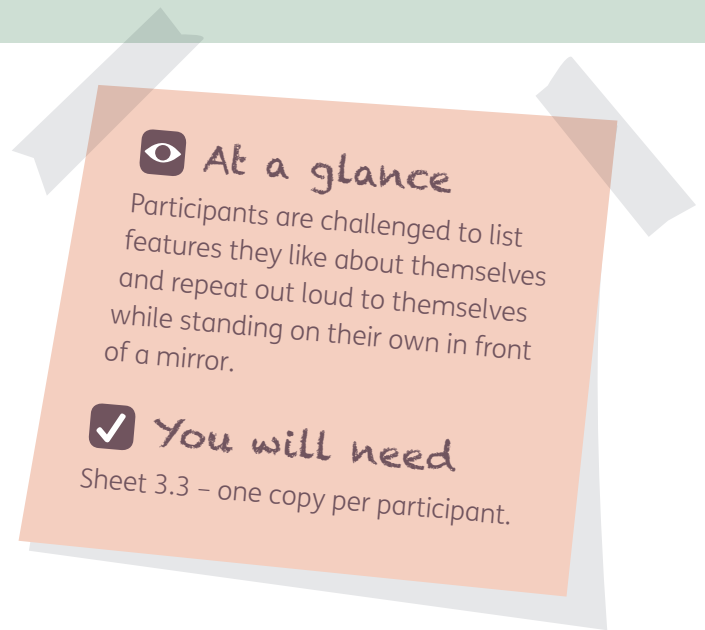 At a glance
Participants are challenged to list
features they like about themselves
and repeat out loud to themselves
while standing on their own in front
of a mirror.
You will need
Sheet 3.3 – one copy per participant.